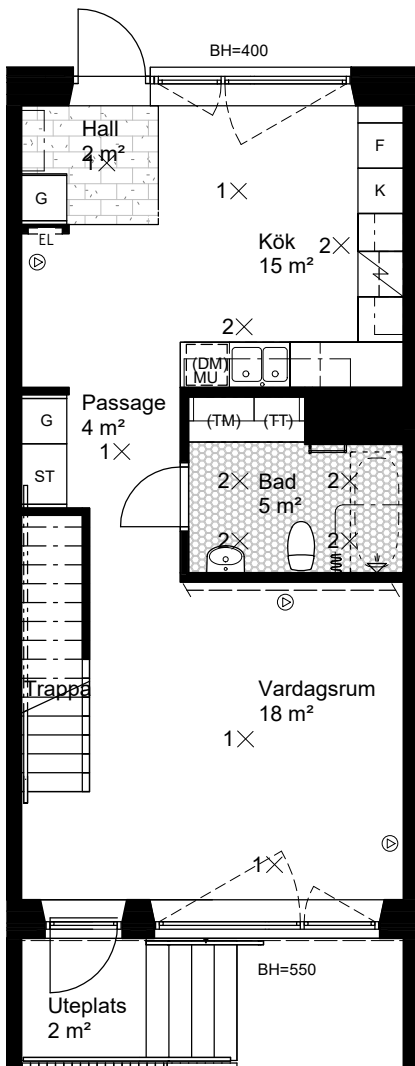 BH=400
Hall
2 m²
1
F
G
K
1
EL
Kök
15 m²
2
2
(DM)
MU
Passage
4 m²
G
(TM)
(TT)
1
ST
2
Bad
5 m²
2
2
2
Trappa
Vardagsrum
18 m²
1
1
BH=550
Uteplats
2 m²